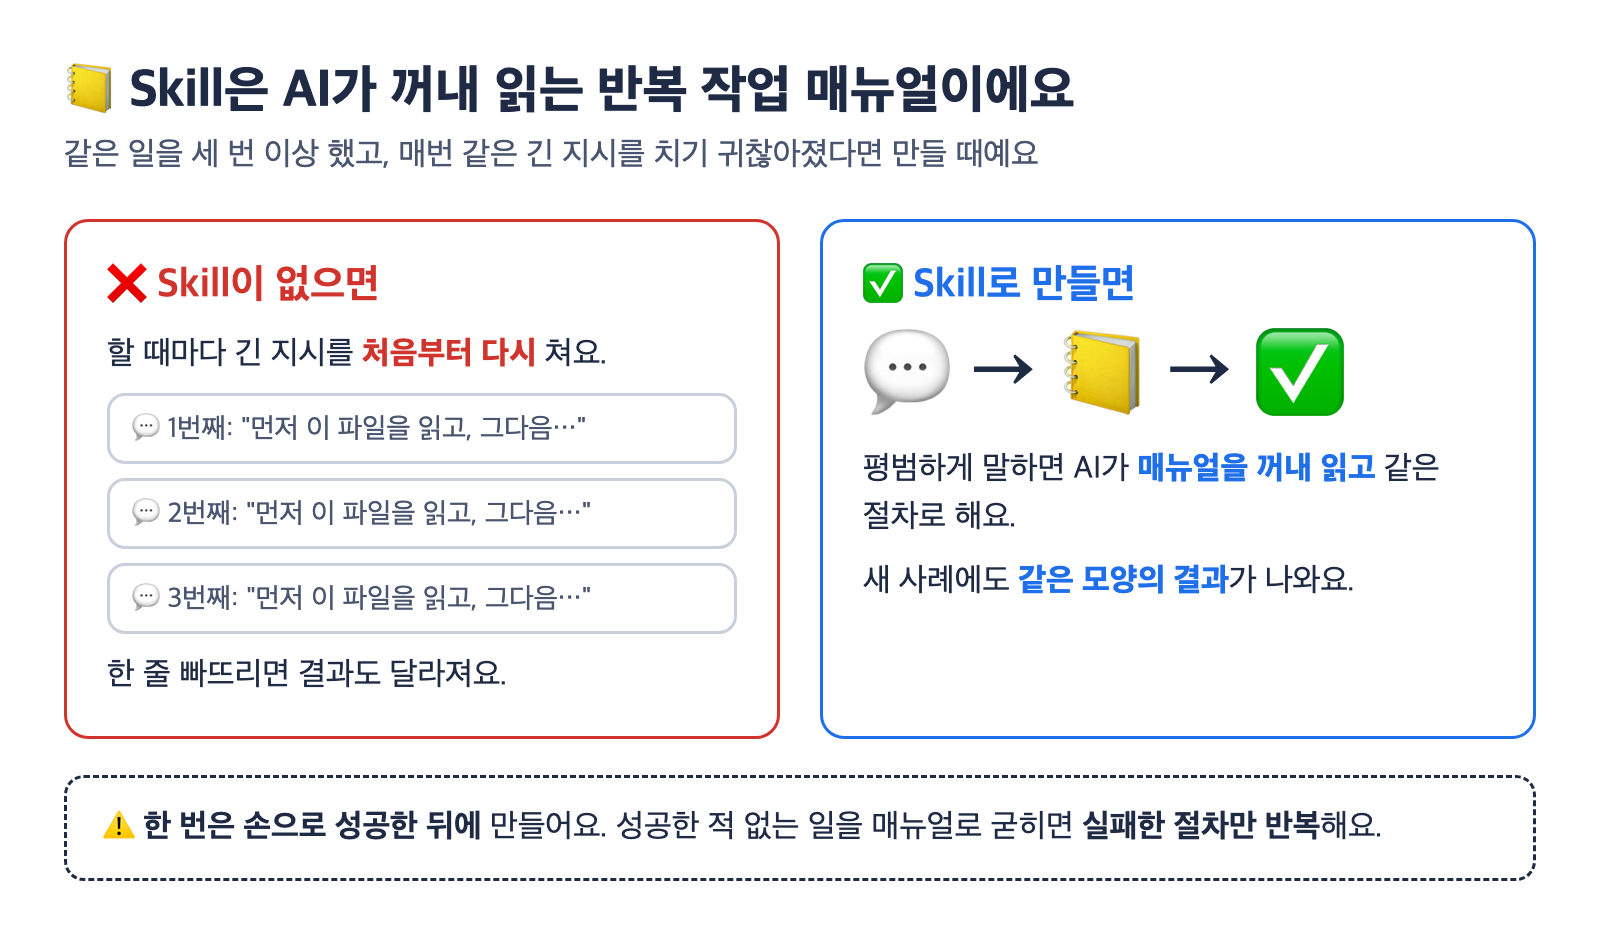 Skill은 AI가 꺼내 읽는 반복 작업 매뉴얼이에요
같은 일을 세 번 이상 했고, 매번 같은 긴 지시를 치기 귀찮아졌다면 만들 때예요
Skill이 없으면
할 때마다 긴 지시를 처음부터 다시 쳐요.
1번째: "먼저 이 파일을 읽고, 그다음…"
2번째: "먼저 이 파일을 읽고, 그다음…"
3번째: "먼저 이 파일을 읽고, 그다음…"
한 줄 빠뜨리면 결과도 달라져요.
Skill로 만들면
평범하게 말하면 AI가 매뉴얼을 꺼내 읽고 같은
절차로 해요.
새 사례에도 같은 모양의 결과가 나와요.
한 번은 손으로 성공한 뒤에 만들어요. 성공한 적 없는 일을 매뉴얼로 굳히면 실패한 절차만 반복해요.